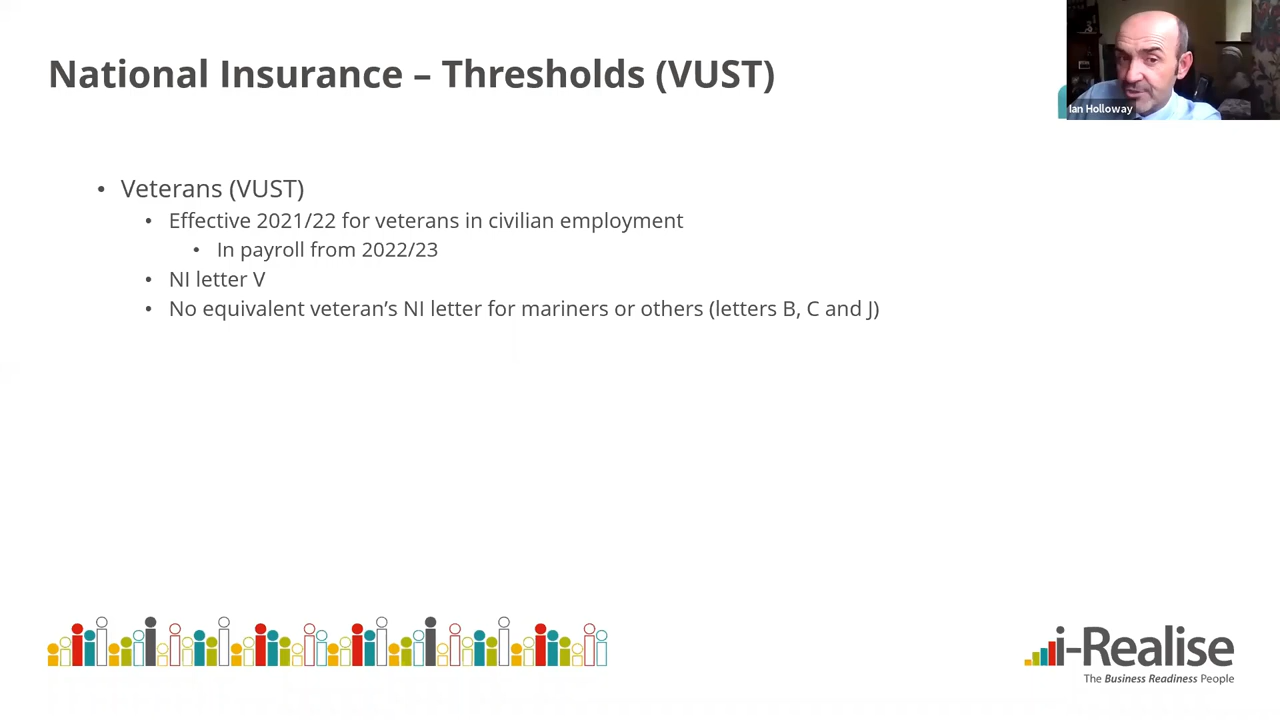 National Insurance – Thresholds (VUST)
Ian Holloway
• Veterans (VUST)
• Effective 2021/22 for veterans in civilian employment
• In payroll from 2022/23
• NI letter V
• No equivalent veteran’s NI letter for mariners or others (letters B, C and J)
i-Realise
The Business Readiness People